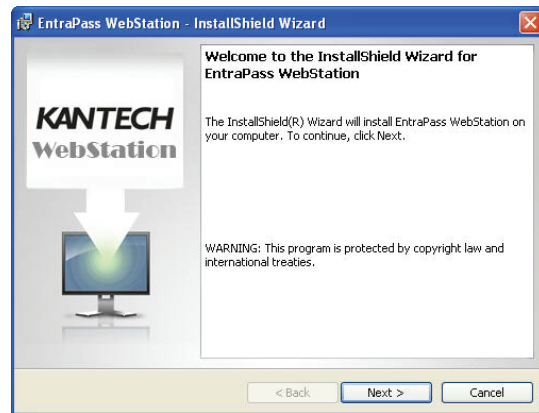 EntraPass WebStation - InstallShield Wizard
Welcome to the InstallShield Wizard for
EntraPass WebStation
KANTECH
WebStation
The InstallShield(R) Wizard will install EntraPass WebStation on
your computer. To continue, click Next.
WARNING: This program is protected by copyright law and
international treaties.
< Back
Next >
Cancel